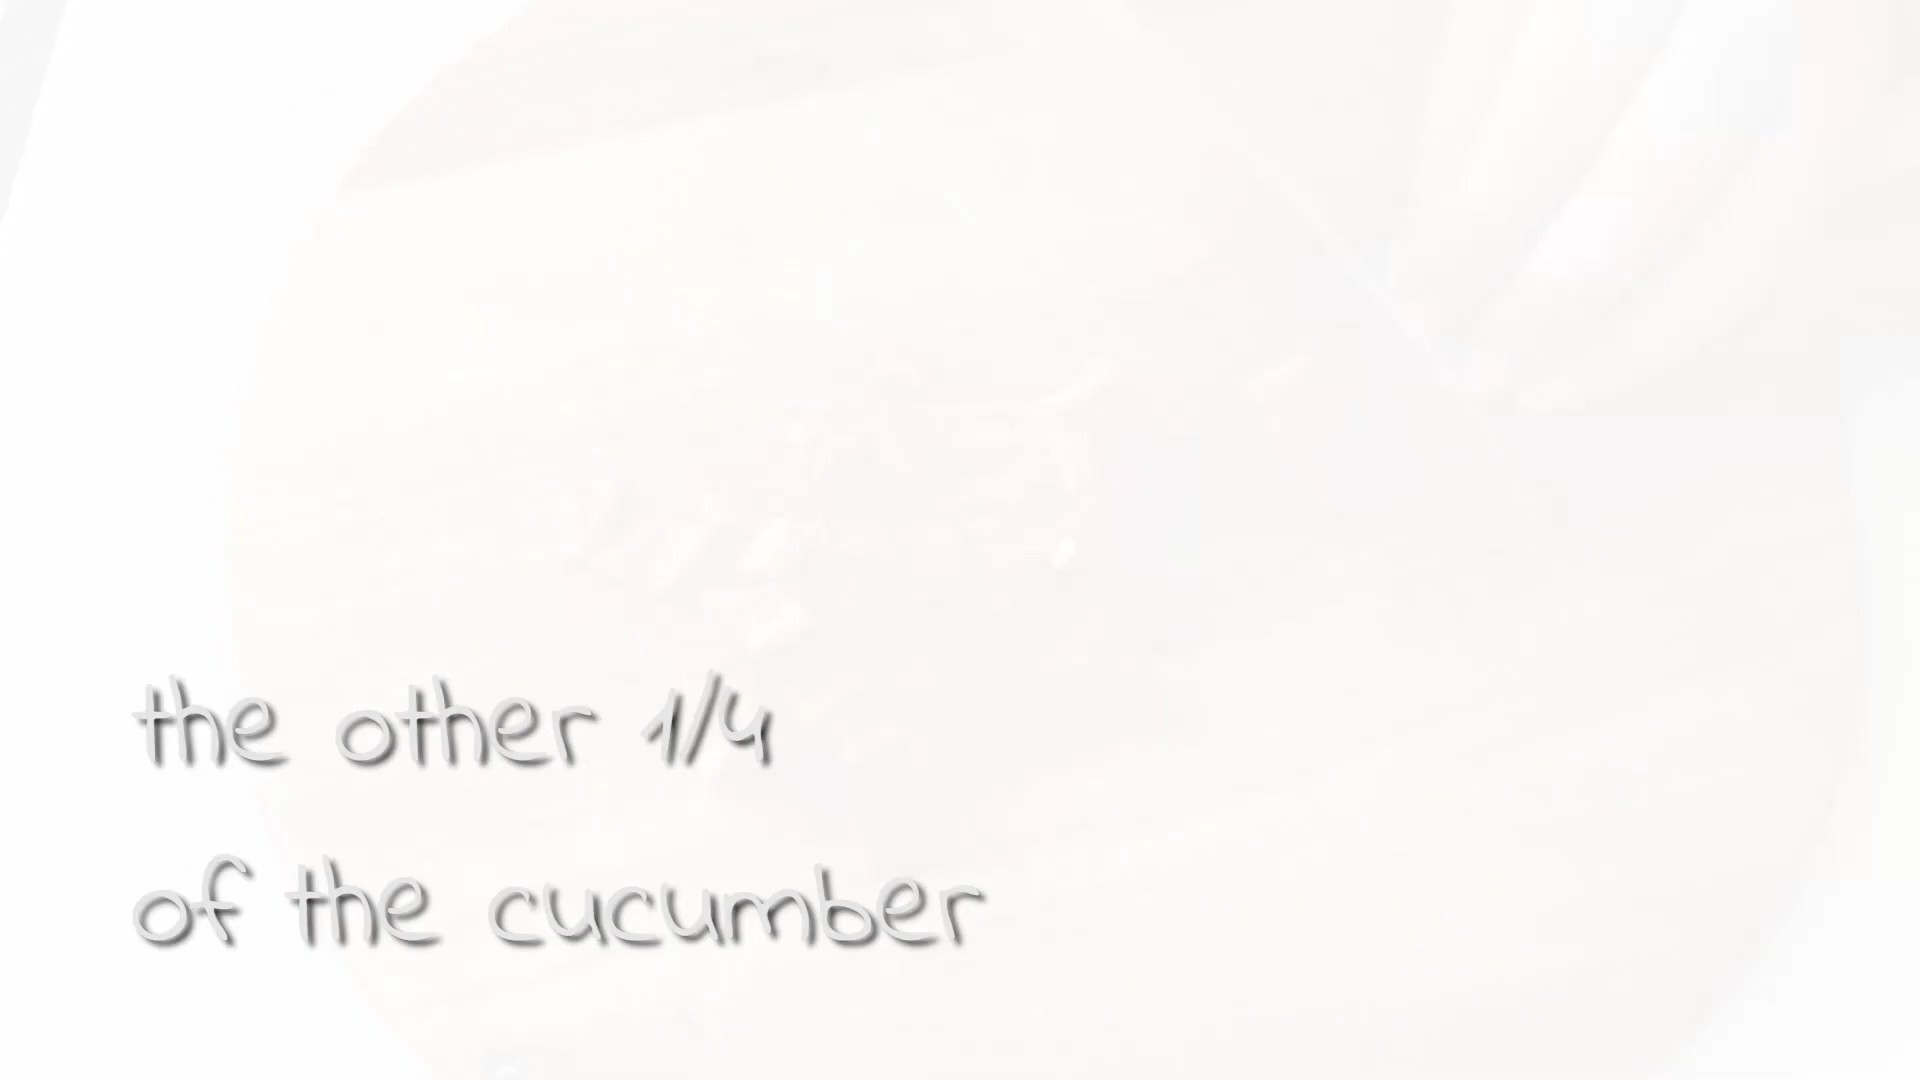 the other 1/4
of the cucumber